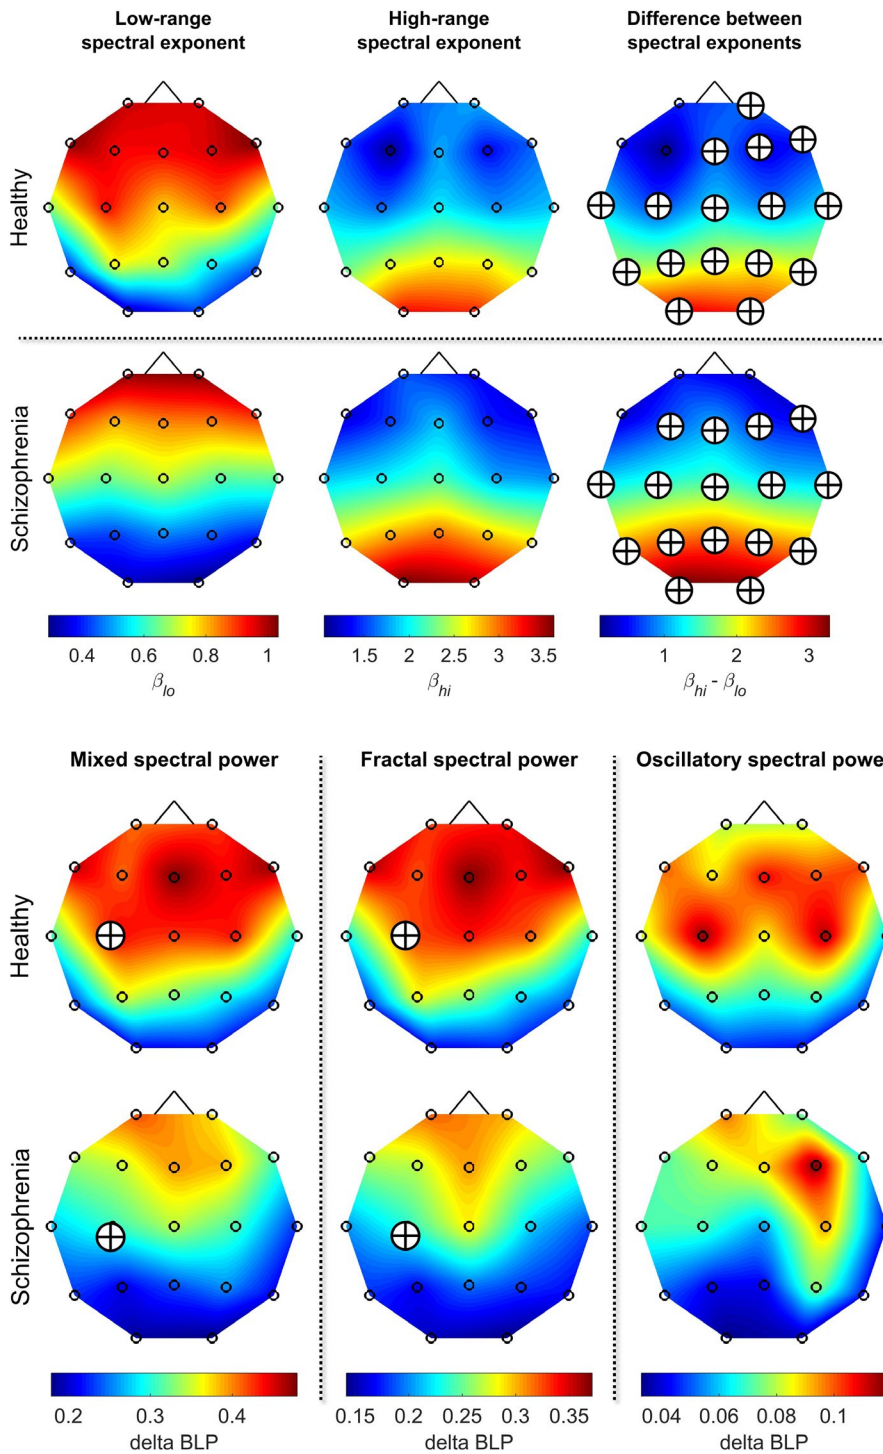 Low-range
spectral exponent
High-range
spectral exponent
Difference between
spectral exponents
Healthy
Schizophrenia
0.4 0.6 0.8 1
β_lo
1.5 2 2.5 3 3.5
β_hi
1 2 3
β_hi - β_lo
Mixed spectral power
Fractal spectral power
Oscillatory spectral powe
Healthy
Schizophrenia
0.2 0.4
delta BLP
0.15 0.2 0.25 0.3 0.35
delta BLP
0.04 0.06 0.08 0.1
delta BLP